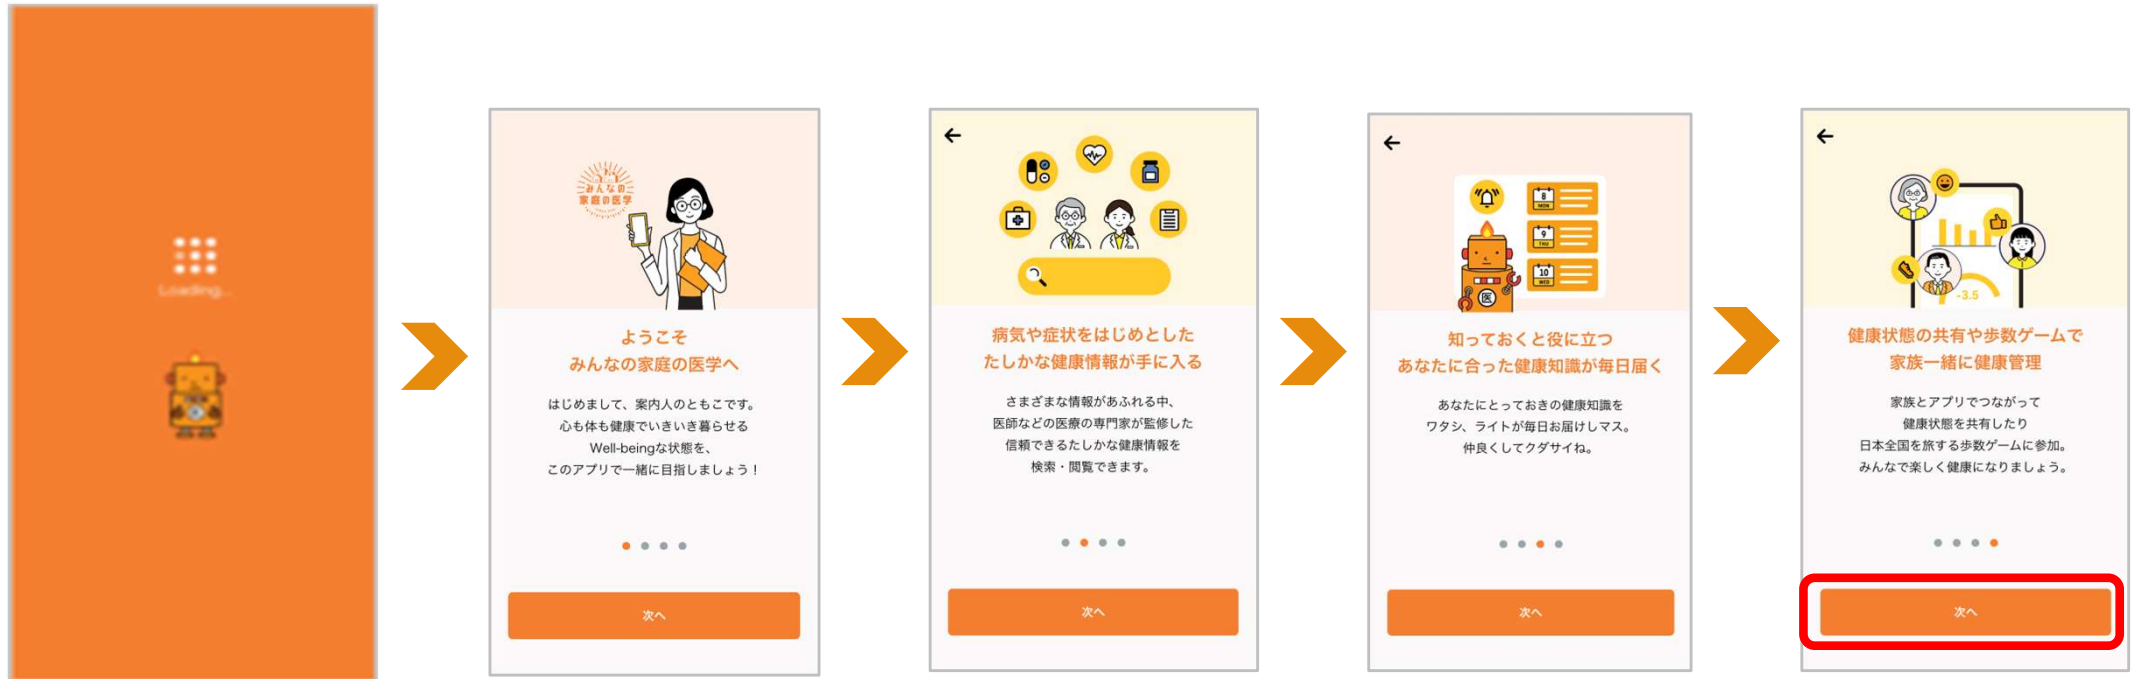 Loading...
みんなの
家庭の医学
ようこそ
みんなの家庭の医学へ
はじめまして、案内人のともこです。
心も体も健康でいきいき暮らせる
Well-beingな状態を、
このアプリで一緒に目指しましょう！
次へ
病気や症状をはじめとした
たしかな健康情報が手に入る
さまざまな情報があふれる中、
医師などの医療の専門家が監修した
信頼できるたしかな健康情報を
検索・閲覧できます。
次へ
8
MON
9
THU
10
WED
医
知っておくと役に立つ
あなたに合った健康知識が毎日届く
あなたにとっておきの健康知識を
ワタシ、ライトが毎日お届けしマス。
仲良くしてクダサイね。
次へ
-3.5
健康状態の共有や歩数ゲームで
家族一緒に健康管理
家族とアプリでつながって
健康状態を共有したり
日本全国を旅する歩数ゲームに参加。
みんなで楽しく健康になりましょう。
次へ